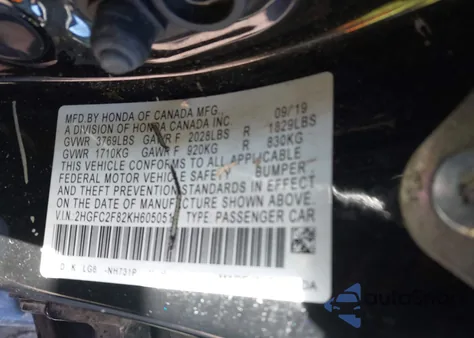 MFD.BY HONDA OF CANADA MFG. 09/19
A DIVISION OF HONDA CANADA INC.
GVWR 3769LBS GAWR F 2028LBS R 1829LBS
GVWR 1710KG GAWR F 920KG R 830KG
THIS VEHICLE CONFORMS TO ALL APPLICABLE
FEDERAL MOTOR VEHICLE SAFETY, BUMPER,
AND THEFT PREVENTION STANDARDS IN EFFECT
ON THE DATE OF MANUFACTURE SHOWN ABOVE.
V.I.N. 2HGFC2F82KH605051 TYPE: PASSENGER CAR
D K LG8 -NH731P